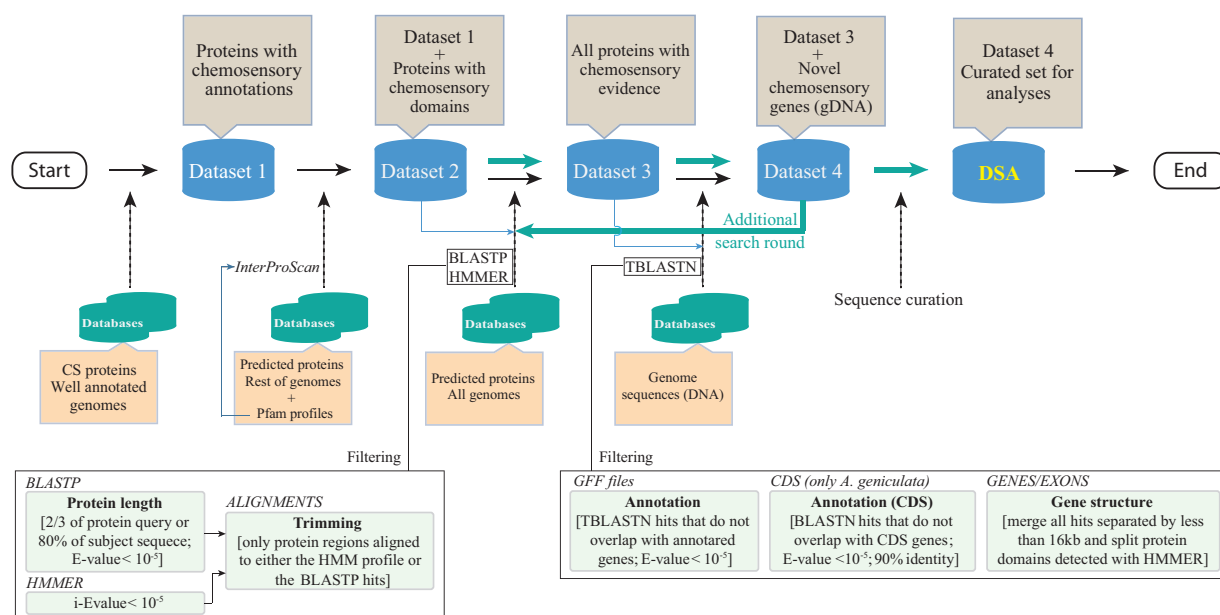 Proteins with
chemosensory
annotations
Dataset 1
+
Proteins with
chemosensory
domains
All proteins with
chemosensory
evidence
Dataset 3
+
Novel
chemosensory
genes (gDNA)
Dataset 4
Curated set for
analyses
Start
Dataset 1
Dataset 2
Dataset 3
Dataset 4
DSA
End
Additional
search round
InterProScan
BLASTP
HMMER
TBLASTN
Sequence curation
Databases
Databases
Databases
Databases
CS proteins
Well annotated
genomes
Predicted proteins
Rest of genomes
+
Pfam profiles
Predicted proteins
All genomes
Genome
sequences (DNA)
Filtering
Filtering
BLASTP
Protein length
[2/3 of protein query or
80% of subject sequece;
E-value< 10-5]
HMMER
i-Evalue< 10-5
ALIGNMENTS
Trimming
[only protein regions aligned
to either the HMM profile or
the BLASTP hits]
GFF files
Annotation
[TBLASTN hits that do not
overlap with annotared
genes; E-value< 10-5]
CDS (only A. geniculata)
Annotation (CDS)
[BLASTN hits that do not
overlap with CDS genes;
E-value <10-5; 90% identity]
GENES/EXONS
Gene structure
[merge all hits separated by less
than 16kb and split protein
domains detected with HMMER]